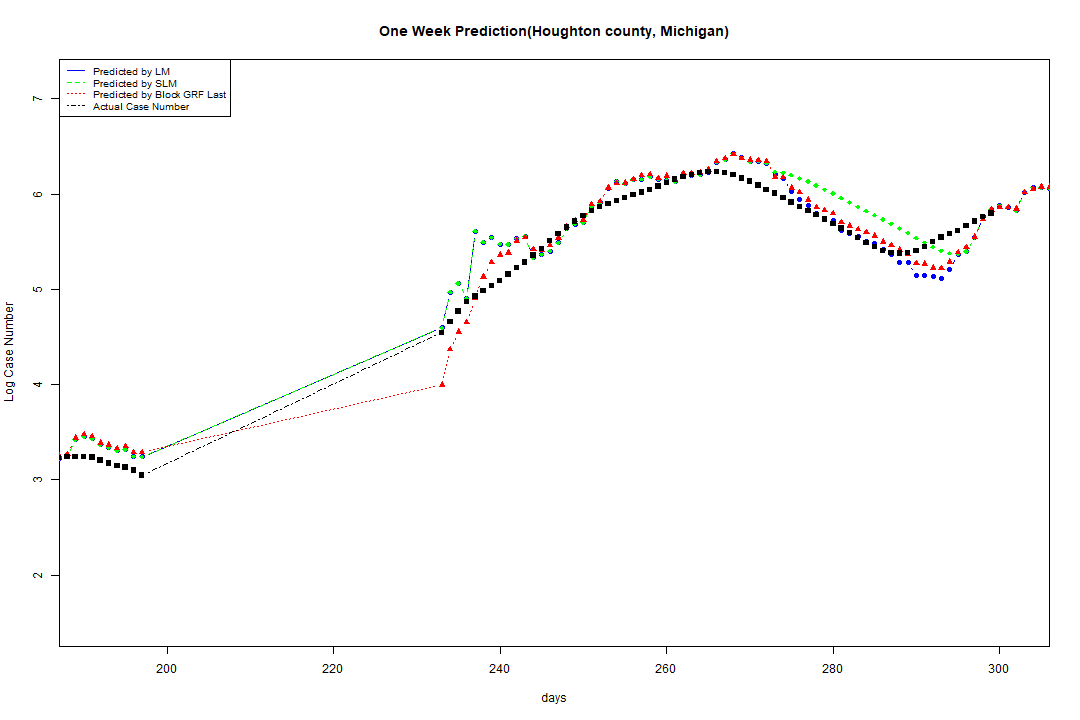 One Week Prediction(Houghton county, Michigan)
Predicted by LM
Predicted by SLM
Predicted by Block GRF Last
Actual Case Number
7
6
5
4
3
2
Log Case Number
200 220 240 260 280 300
days